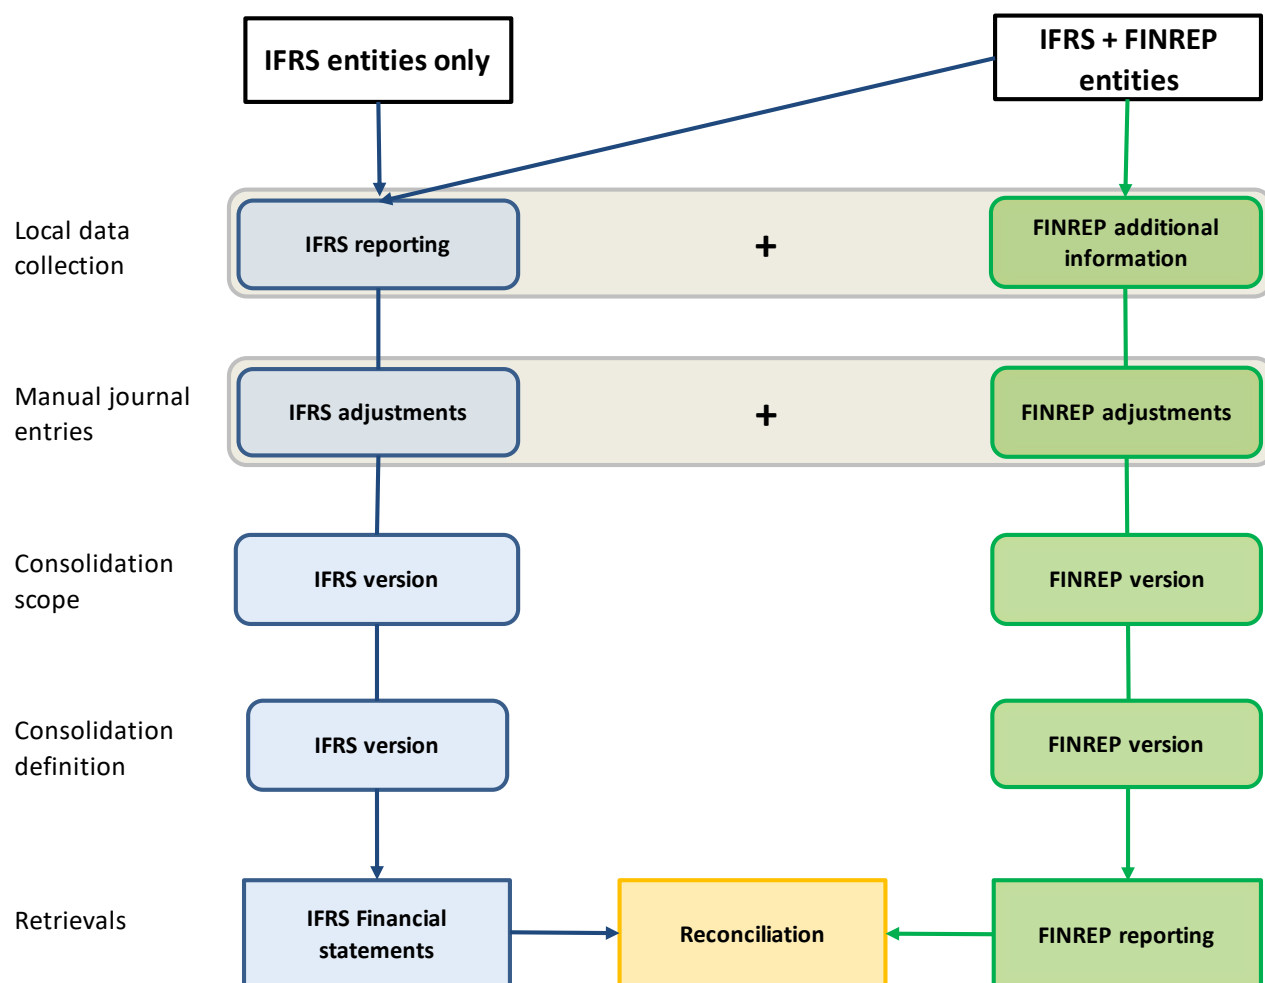 IFRS entities only
IFRS + FINREP
entities
Local data
collection
IFRS reporting
+
FINREP additional
information
Manual journal
entries
IFRS adjustments
+
FINREP adjustments
Consolidation
scope
IFRS version
FINREP version
Consolidation
definition
IFRS version
FINREP version
Retrievals
IFRS Financial
statements
Reconciliation
FINREP reporting